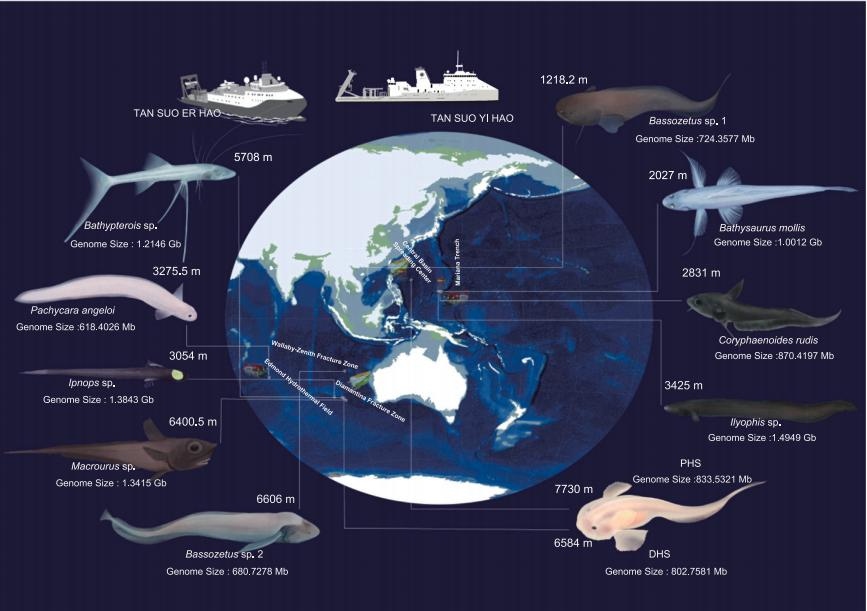 TAN SUO ER HAO
TAN SUO YI HAO
1218.2 m
Bassozetus sp. 1
Genome Size :724.3577 Mb
5708 m
Bathypterois sp.
Genome Size : 1.2146 Gb
2027 m
Bathysaurus mollis
Genome Size :1.0012 Gb
3275.5 m
Pachycara angeloi
Genome Size :618.4026 Mb
2831 m
Coryphaenoides rudis
Genome Size :870.4197 Mb
Central Basin
Spreading Center
Mariana Trench
Wallaby-Zenith Fracture Zone
Edmond Hydrothermal Field
Diamantina Fracture Zone
3054 m
Ipnops sp.
Genome Size : 1.3843 Gb
3425 m
Ilyophis sp.
Genome Size :1.4949 Gb
6400.5 m
Macrourus sp.
Genome Size : 1.3415 Gb
PHS
Genome Size :833.5321 Mb
7730 m
6584 m
DHS
Genome Size : 802.7581 Mb
6606 m
Bassozetus sp. 2
Genome Size : 680.7278 Mb